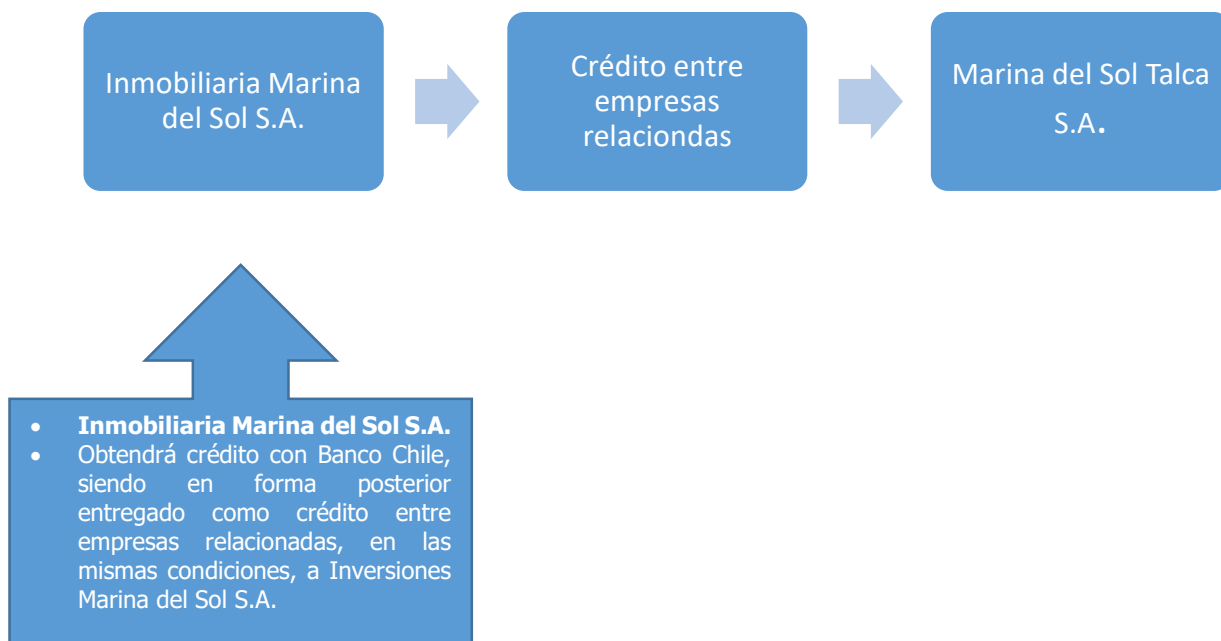 Inmobiliaria Marina
del Sol S.A.
Crédito entre
empresas
relaciondas
Marina del Sol Talca
S.A.
• Inmobiliaria Marina del Sol S.A.
• Obtendrá crédito con Banco Chile,
siendo en forma posterior
entregado como crédito entre
empresas relacionadas, en las
mismas condiciones, a Inversiones
Marina del Sol S.A.